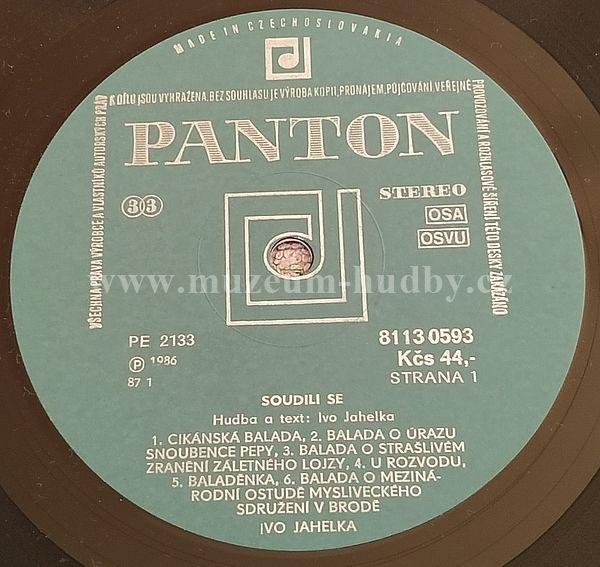 MADE IN CZECHOSLOVAKIA
VŠECHNA PRÁVA VÝROBCE A VLASTNÍKŮ AUTORSKÝCH PRÁV
K DÍLU JSOU VYHRAŽENA. BEZ SOUHLASU JE VÝROBA KOPIÍ, PRONÁJEM, PŮJČOVÁNÍ, VEŘEJNÉ
PROVOZOVÁNÍ A ROZHLASOVÉ ŠÍŘENÍ TÉTO DESKY ZAKÁZÁNO
PANTON
33
STEREO
OSA
OSVU
www.muzeum-hudby.cz
PE 2133
Ⓟ 1986
87 1
8113 0593
Kčs 44,-
STRANA 1
SOUDILI SE
Hudba a text: Ivo Jahelka
1. CIKÁNSKÁ BALADA, 2. BALADA O ÚRAZU
SNOUBENCE PEPY, 3. BALADA O STRAŠLIVÉM
ZRANĚNÍ ZÁLETNÉHO LOJZY, 4. U ROZVODU,
5. BALADĚNKA, 6. BALADA O MEZINÁ-
RODNÍ OSTUDĚ MYSLIVECKÉHO
SDRUŽENÍ V BRODĚ
IVO JAHELKA